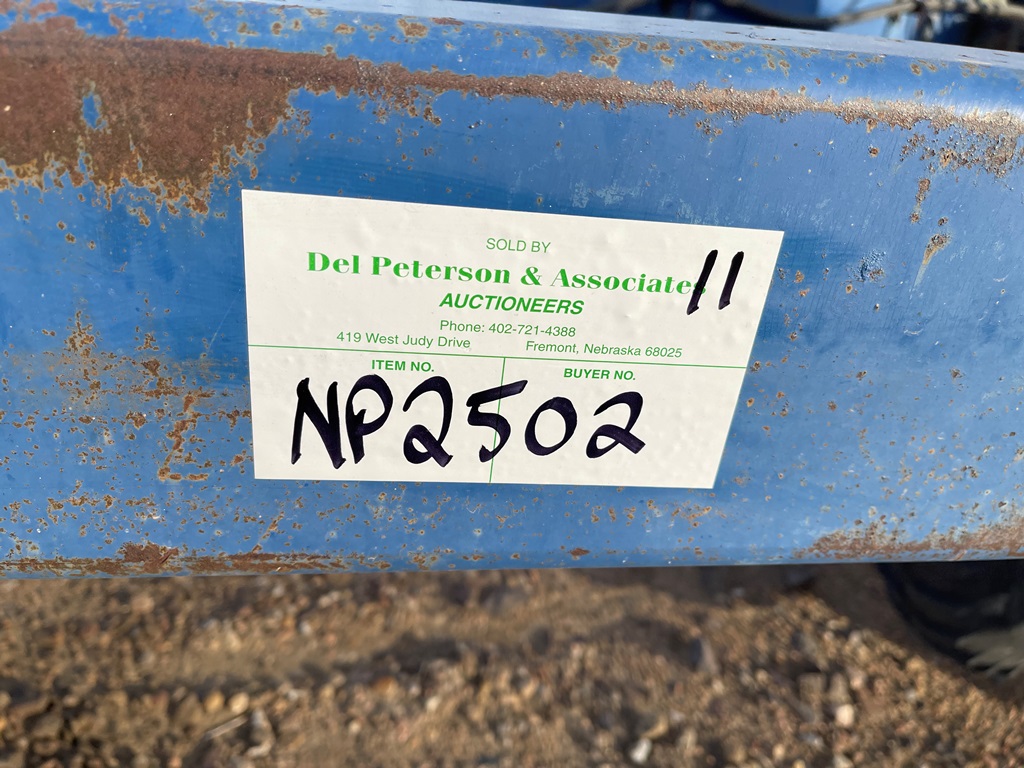 SOLD BY
Del Peterson & Associates 11
AUCTIONEERS
Phone: 402-721-4388
419 West Judy Drive Fremont, Nebraska 68025
ITEM NO. BUYER NO.
NP2502